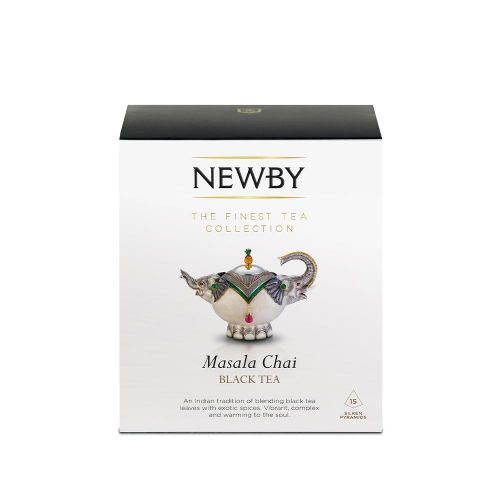 NEWBY
THE FINEST TEA
COLLECTION
Masala Chai
BLACK TEA
An Indian tradition of blending black tea
leaves with exotic spices. Vibrant, complex
and warming to the soul.
15
SILKEN
PYRAMIDS